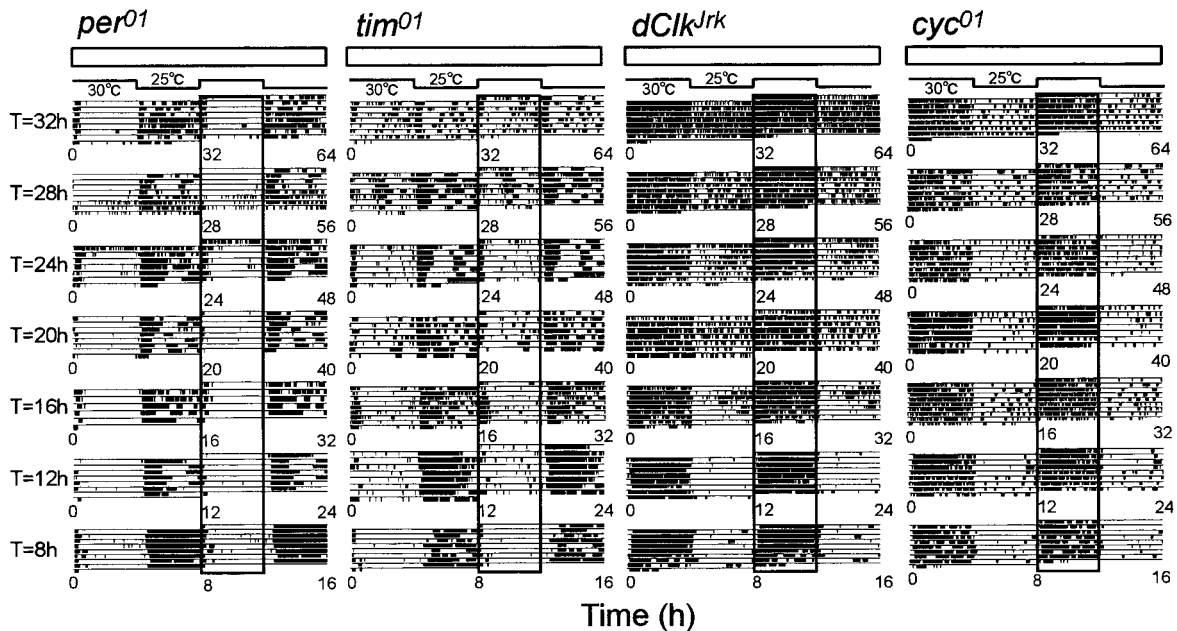 per01 tim01 dClkJrk cyc01
25℃ 25℃ 25℃ 25℃
30℃ 30℃ 30℃ 30℃
T=32h
0 32 64 0 32 64 0 32 64 0 32 64
T=28h
0 28 56 0 28 56 0 28 56 0 28 56
T=24h
0 24 48 0 24 48 0 24 48 0 24 48
T=20h
0 20 40 0 20 40 0 20 40 0 20 40
T=16h
0 16 32 0 16 32 0 16 32 0 16 32
T=12h
0 12 24 0 12 24 0 12 24 0 12 24
T=8h
0 8 16 0 8 16 0 8 16 0 8 16
Time (h)